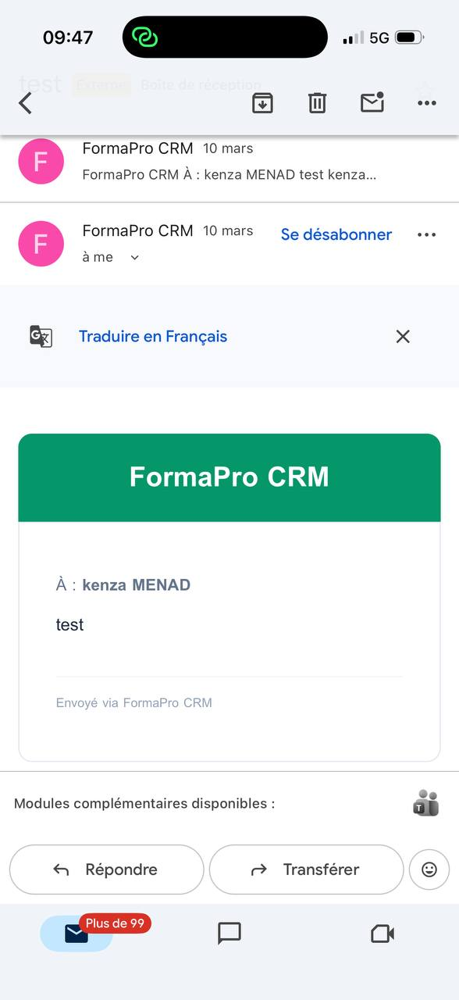 09:47
5G
test Externe Boîte de réception
F
FormaPro CRM 10 mars
FormaPro CRM À : kenza MENAD test kenza...
F
FormaPro CRM 10 mars
Se désabonner
à me
G
Traduire en Français
FormaPro CRM
À : kenza MENAD
test
Envoyé via FormaPro CRM
Modules complémentaires disponibles :
T
Répondre
Transférer
Plus de 99